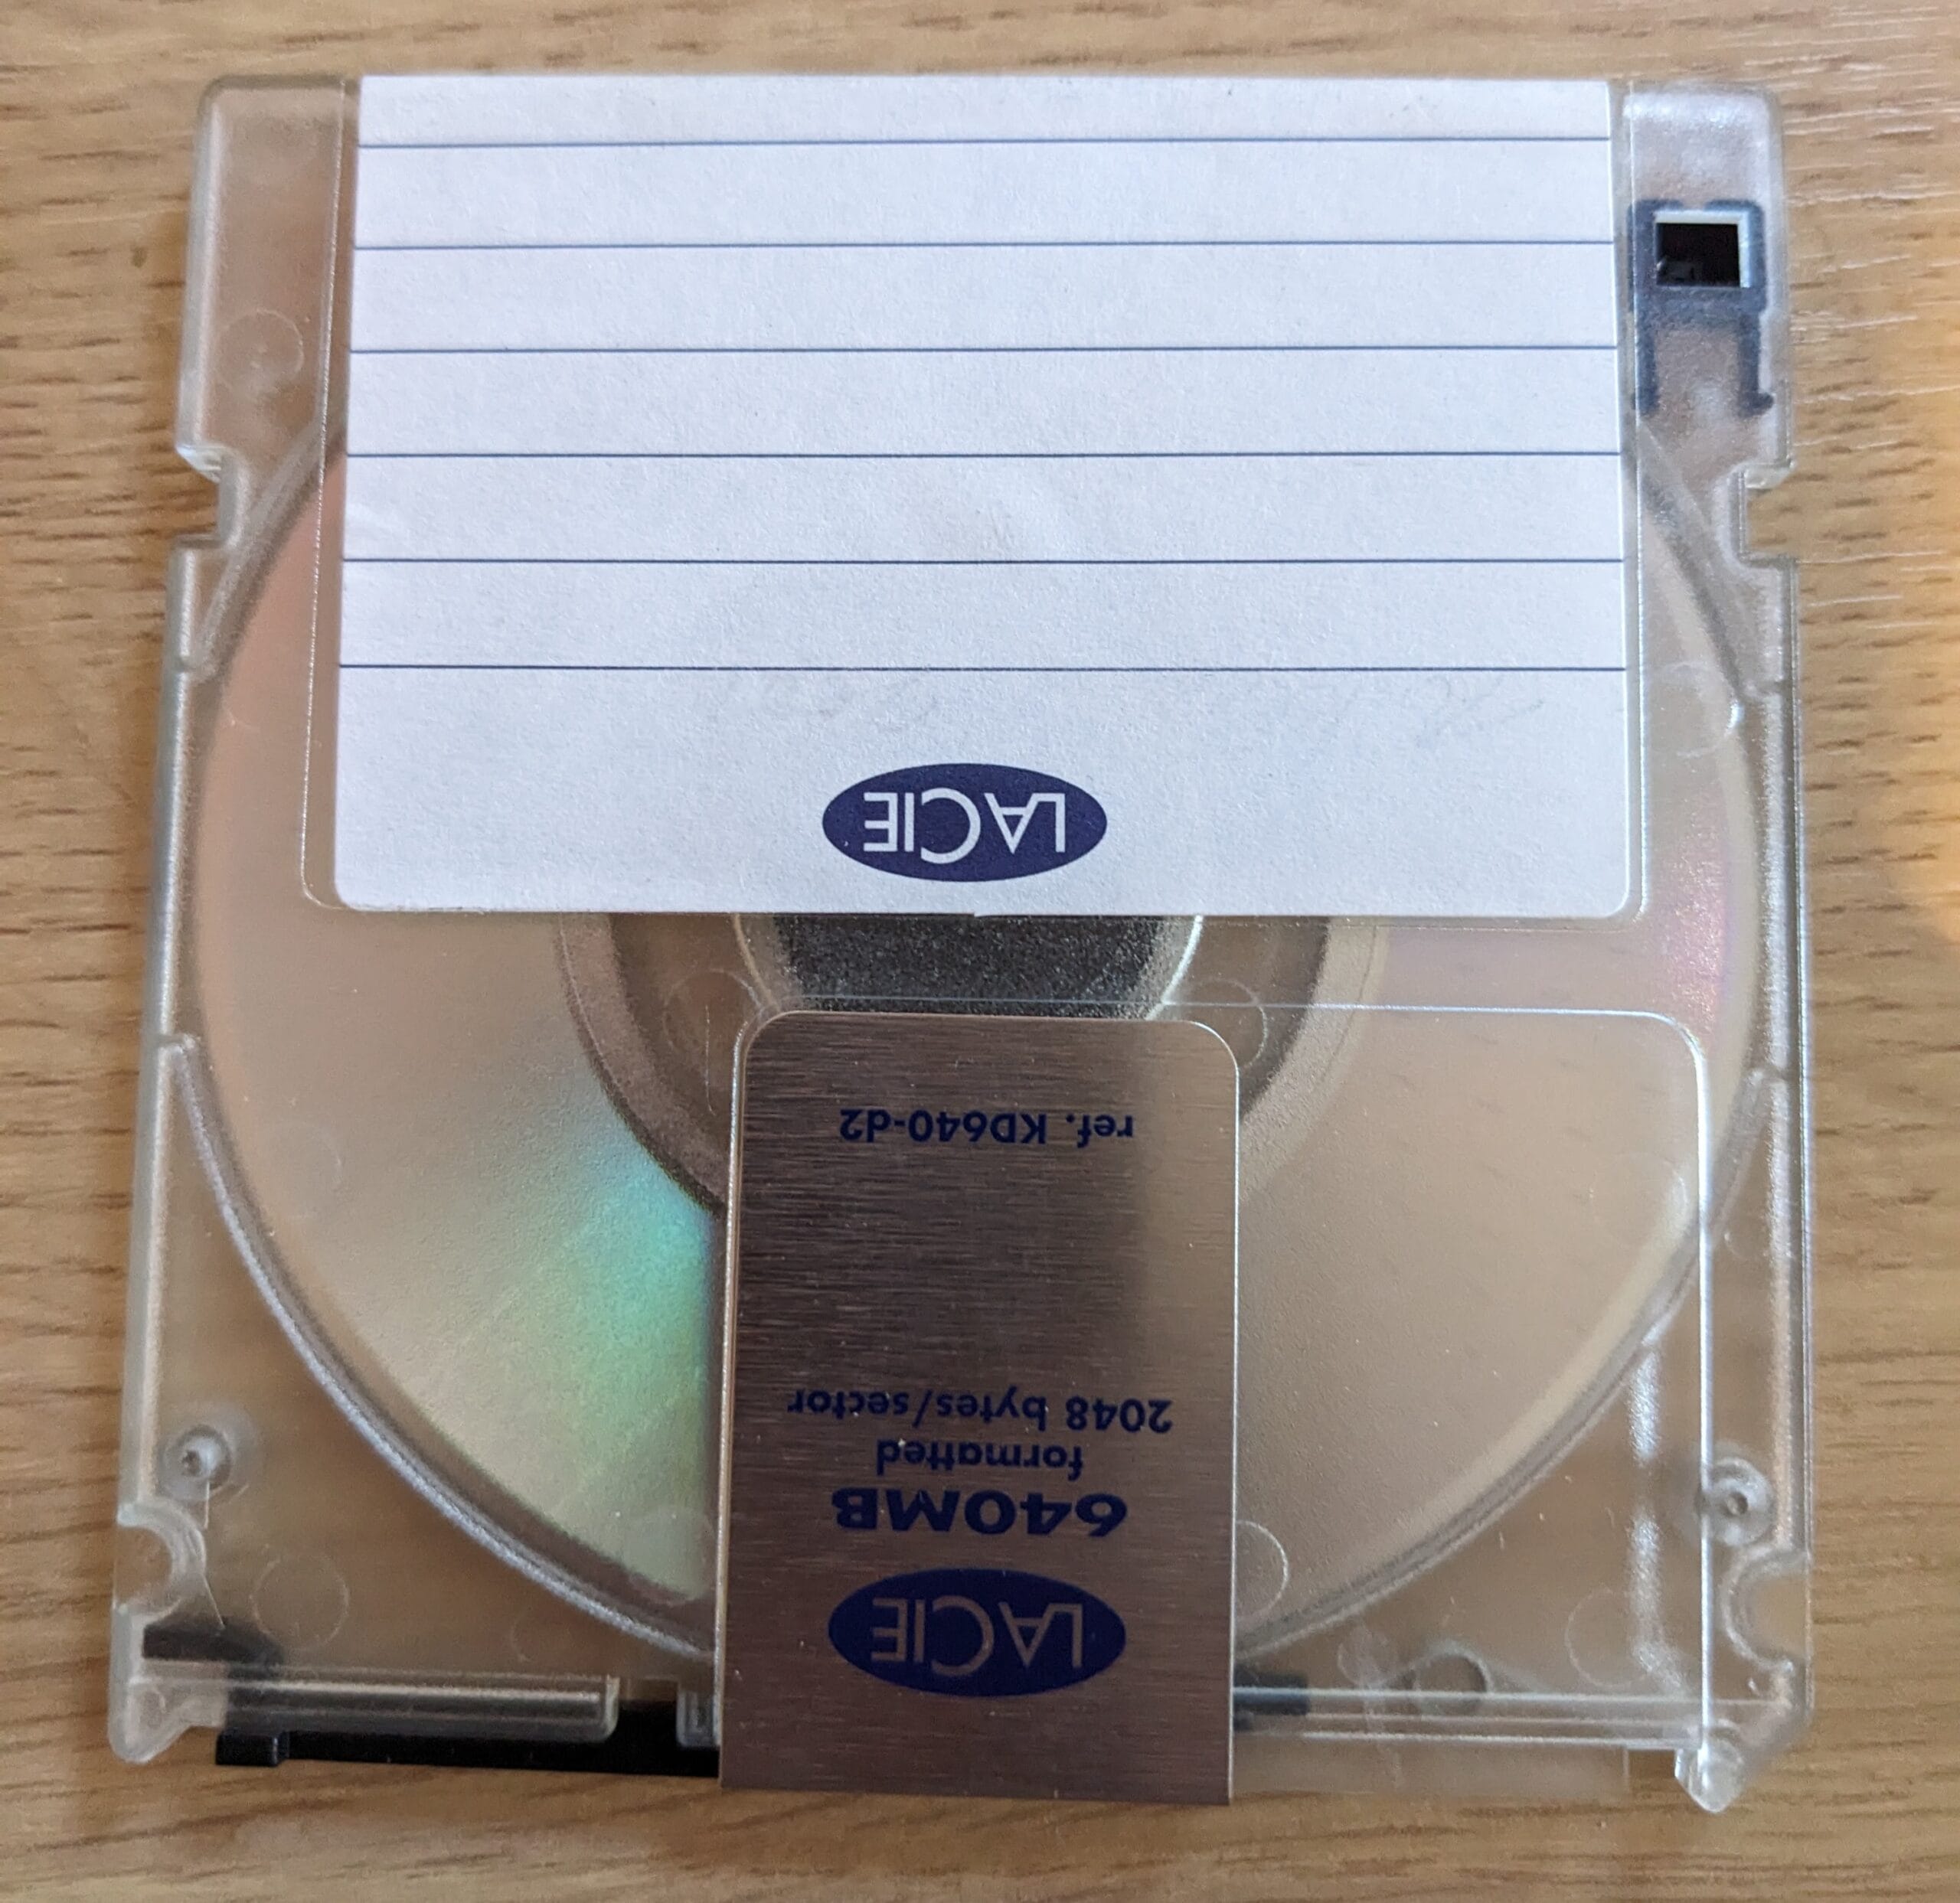 LACIE
ref. KD640-d2
2048 bytes/sector
formatted
640MB
LACIE